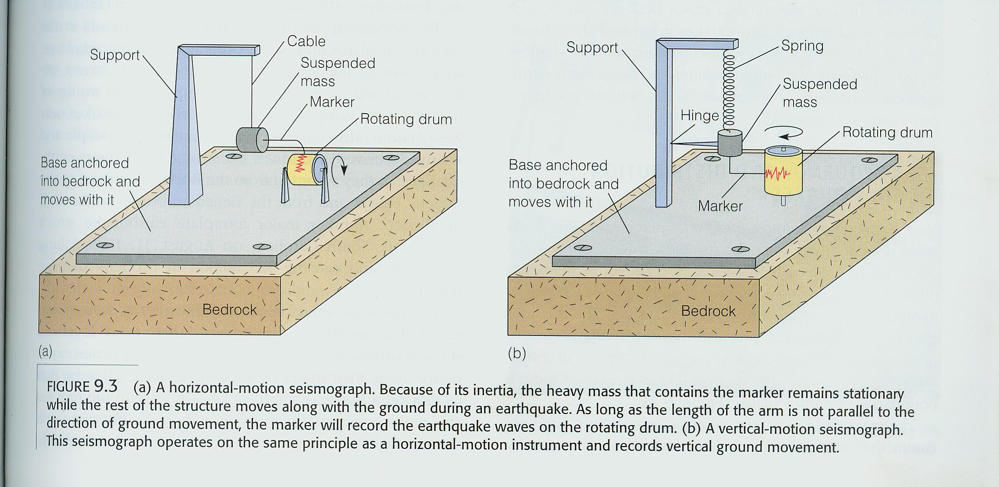 Support
Cable
Suspended
mass
Marker
Rotating drum
Base anchored
into bedrock and
moves with it
Bedrock
(a)
Support
Spring
Suspended
mass
Hinge
Rotating drum
Base anchored
into bedrock and
moves with it
Marker
Bedrock
(b)
FIGURE 9.3 (a) A horizontal-motion seismograph. Because of its inertia, the heavy mass that contains the marker remains stationary
while the rest of the structure moves along with the ground during an earthquake. As long as the length of the arm is not parallel to the
direction of ground movement, the marker will record the earthquake waves on the rotating drum. (b) A vertical-motion seismograph.
This seismograph operates on the same principle as a horizontal-motion instrument and records vertical ground movement.